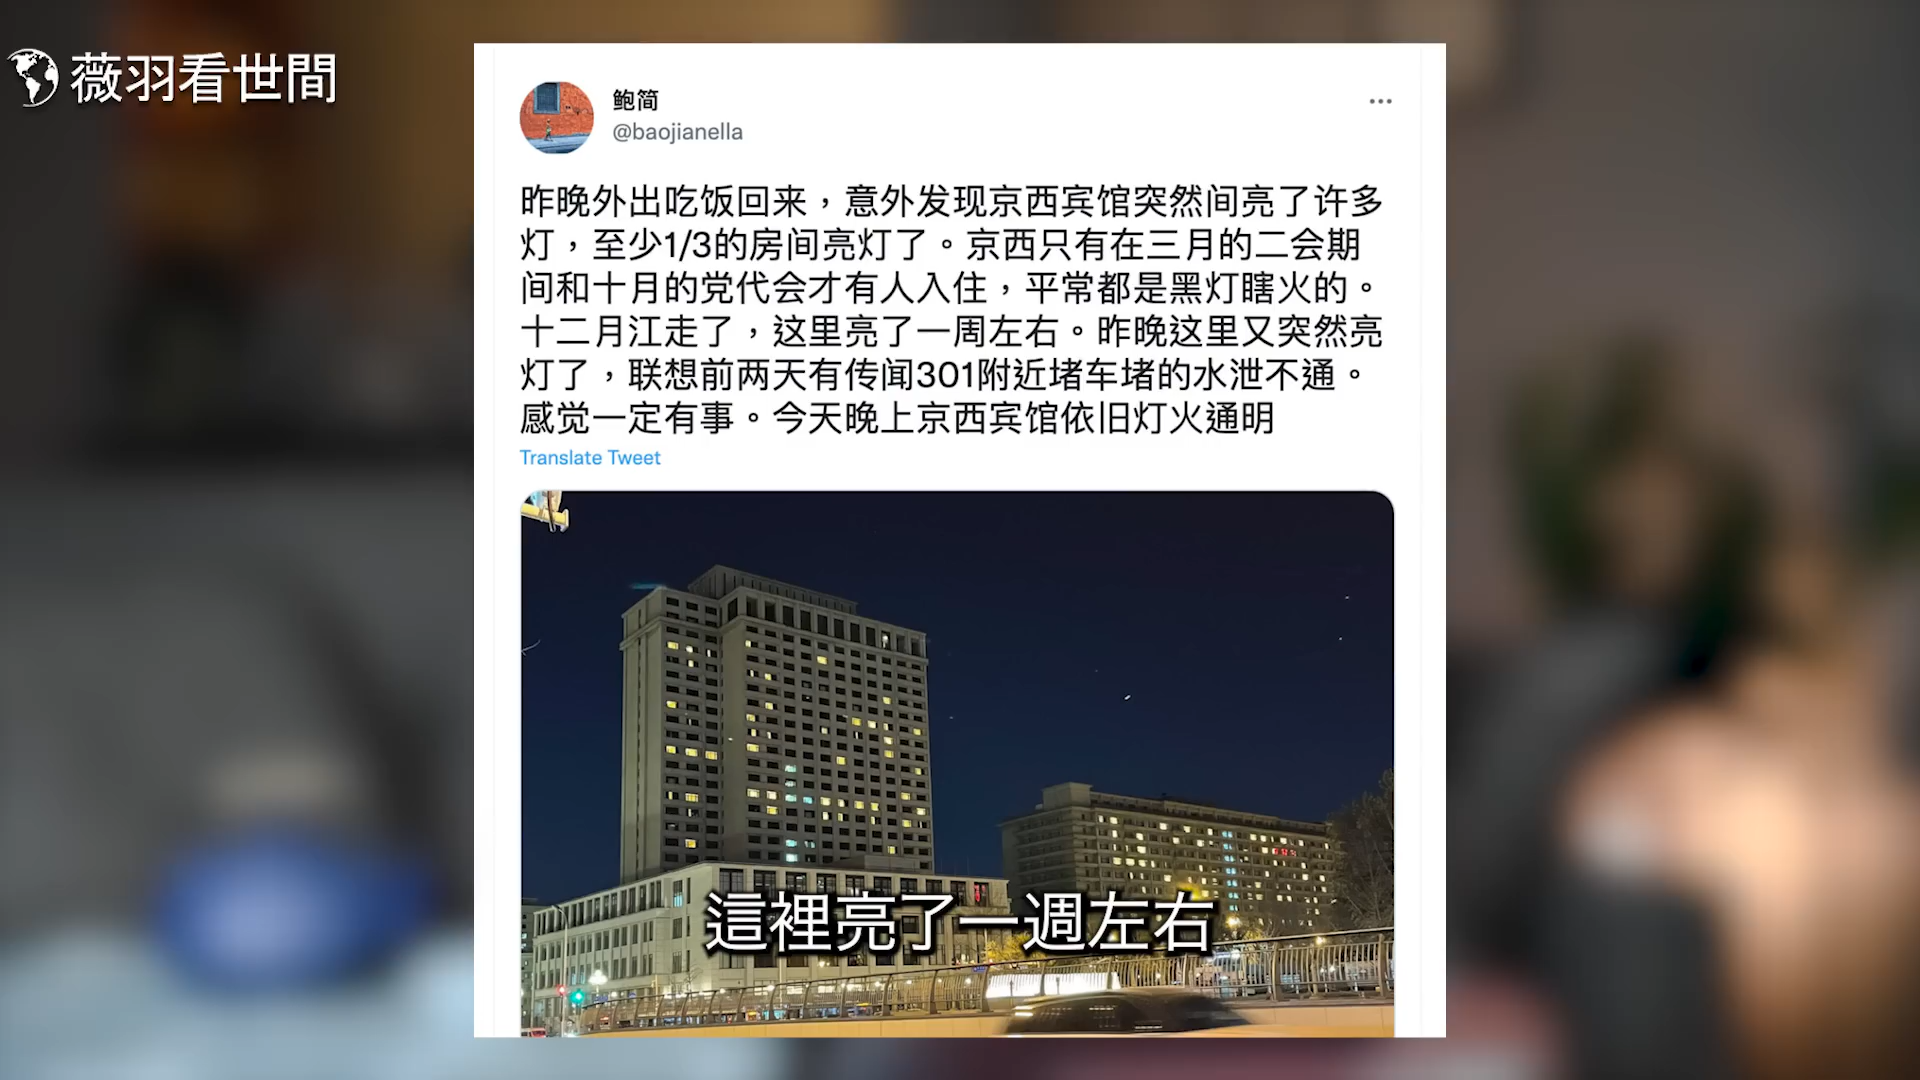 薇羽看世間
鲍简
@baojianella
昨晚外出吃饭回来，意外发现京西宾馆突然间亮了许多
灯，至少1/3的房间亮灯了。京西只有在三月的二会期
间和十月的党代会才有人入住，平常都是黑灯瞎火的。
十二月江走了，这里亮了一周左右。昨晚这里又突然亮
灯了，联想前两天有传闻301附近堵车堵的水泄不通。
感觉一定有事。今天晚上京西宾馆依旧灯火通明
Translate Tweet
這裡亮了一週左右